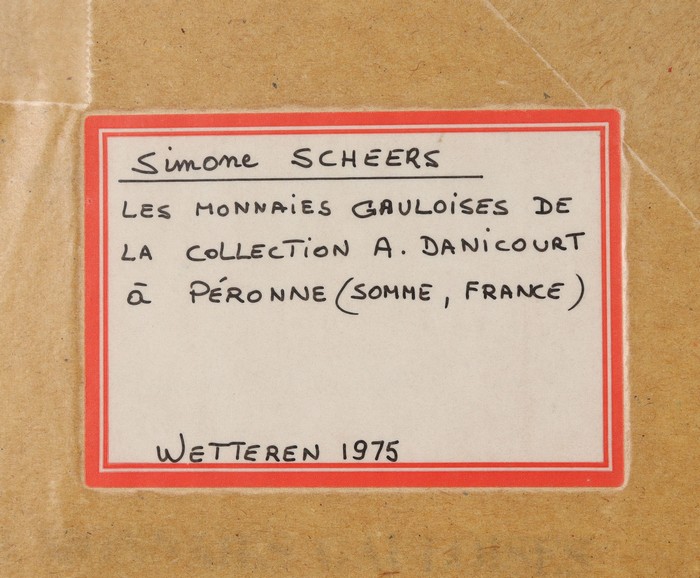 Simone SCHEERS
LES MONNAIES GAULOISES DE
LA COLLECTION A. DANICOURT
à PÉRONNE (SOMME, FRANCE)
WETTEREN 1975